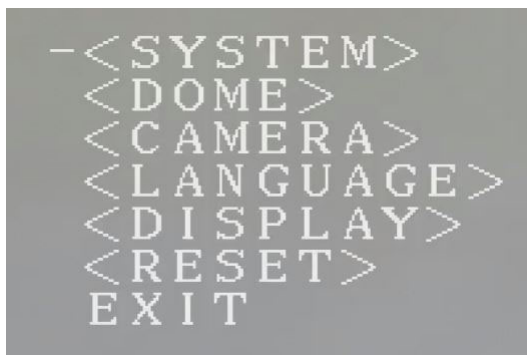 -<SYSTEM>
<DOME>
<CAMERA>
<LANGUAGE>
<DISPLAY>
<RESET>
EXIT